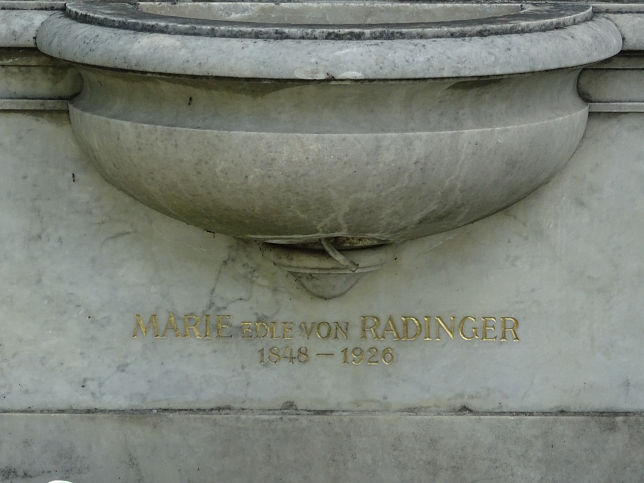 MARIE EDLE VON RADINGER
1848 – 1926